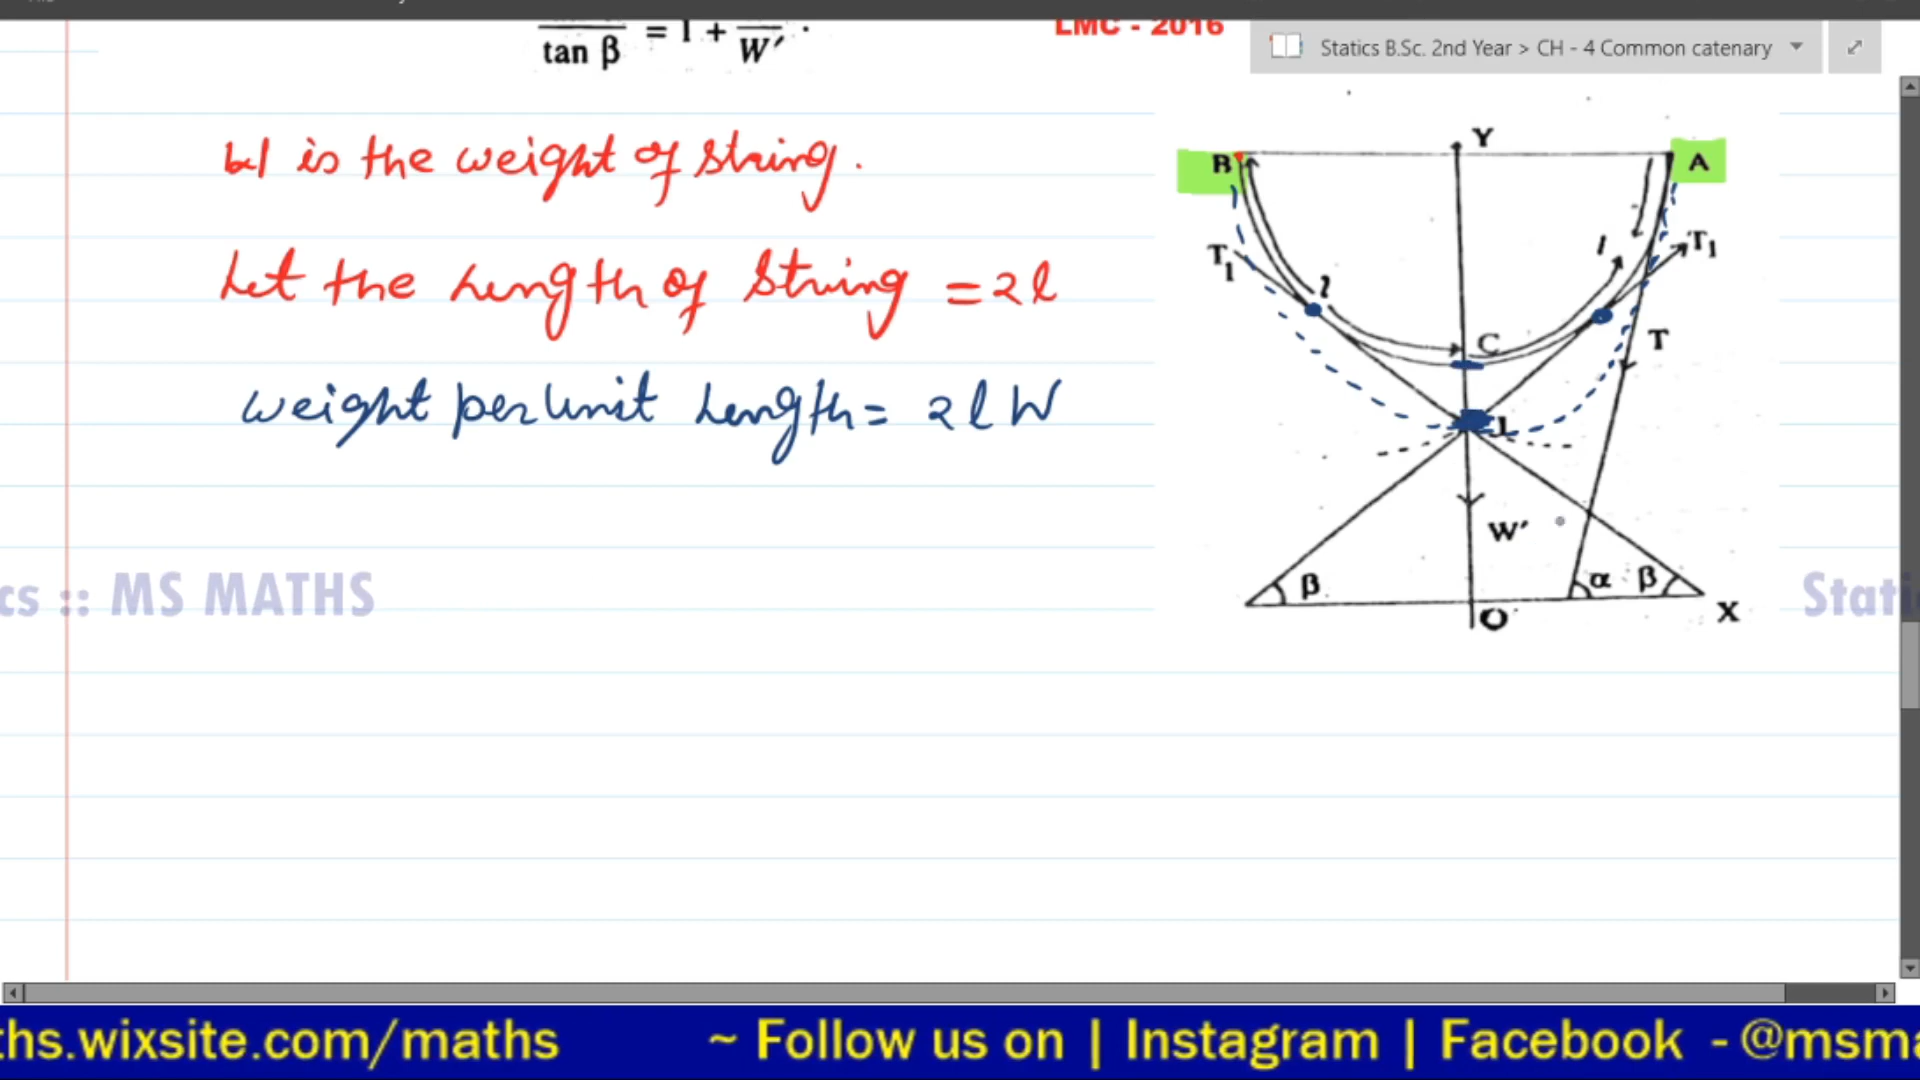 tan β = 1 + W′ .
LMC - 2016
Statics B.Sc. 2nd Year > CH - 4 Common catenary
W is the weight of string.
Let the Length of string = 2l
weight per unit Length = 2lW
Y
B A
T₁ l l T₁
C T
L
W′
β α β
O X
cs :: MS MATHS Stati
ths.wixsite.com/maths ~ Follow us on | Instagram | Facebook - @msma